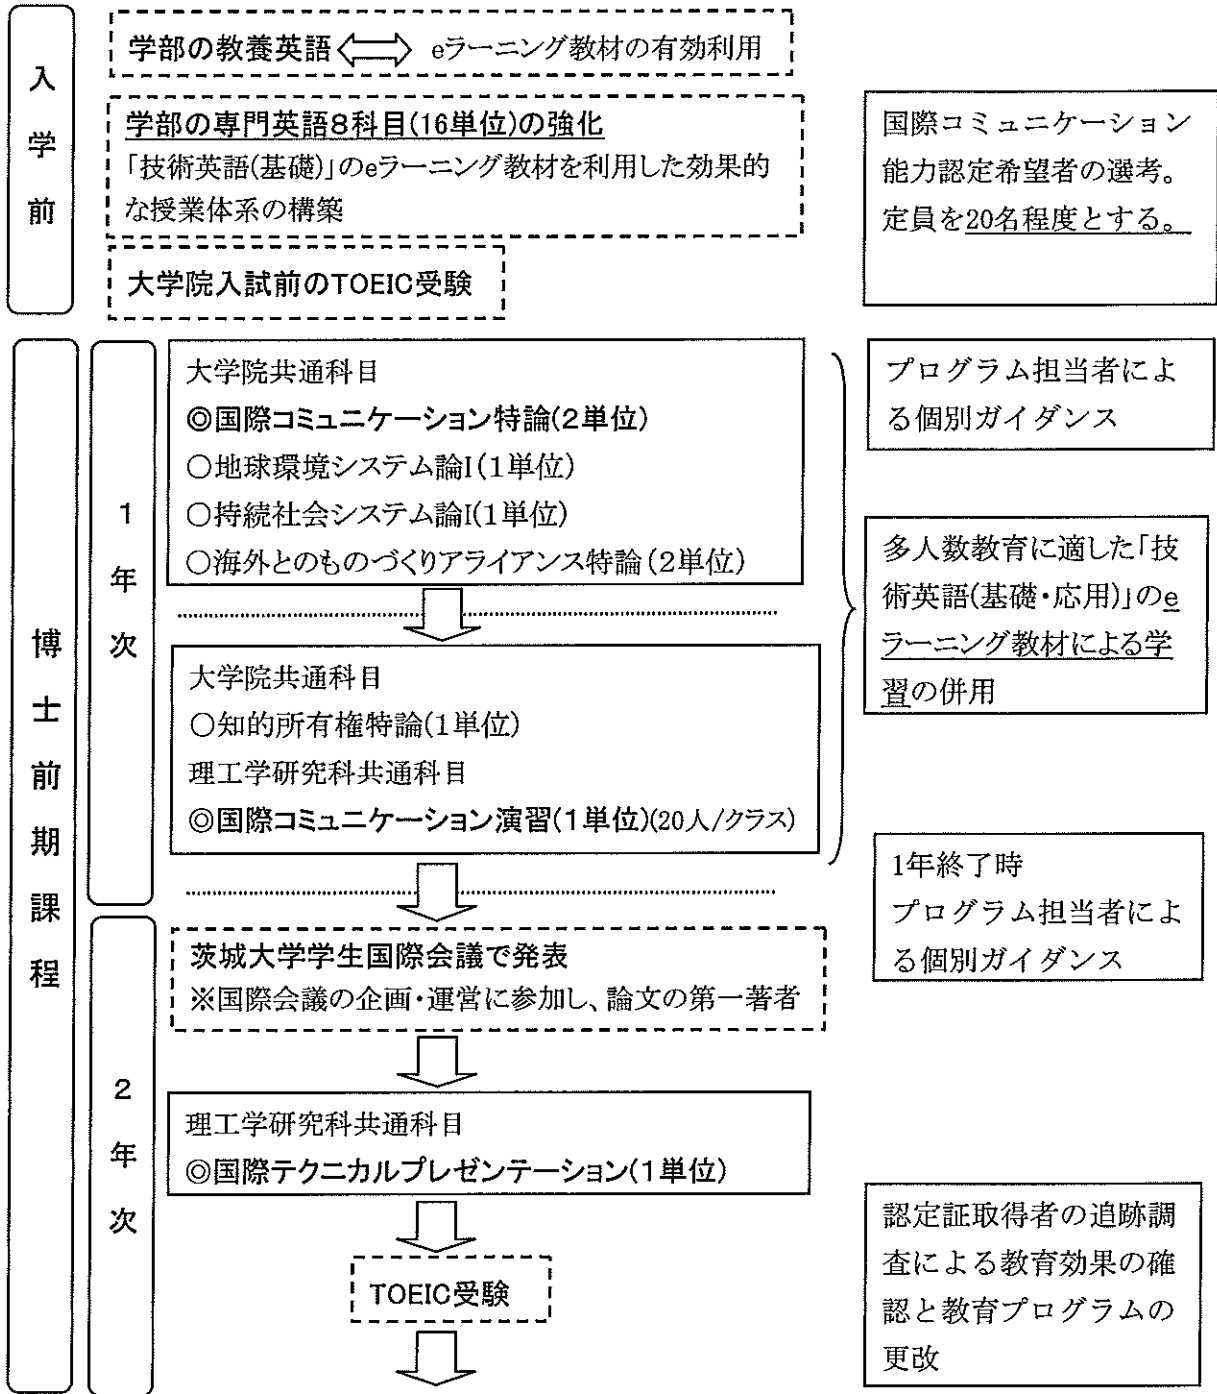 入学前
学部の教養英語 ⇔ eラーニング教材の有効利用
学部の専門英語8科目(16単位)の強化
「技術英語(基礎)」のeラーニング教材を利用した効果的
な授業体系の構築
大学院入試前のTOEIC受験
国際コミュニケーション
能力認定希望者の選考。
定員を20名程度とする。
博士前期課程
1年次
大学院共通科目
◎国際コミュニケーション特論(2単位)
○地球環境システム論I(1単位)
○持続社会システム論I(1単位)
○海外とのものづくりアライアンス特論(2単位)
プログラム担当者によ
る個別ガイダンス
多人数教育に適した「技
術英語(基礎・応用)」のe
ラーニング教材による学
習の併用
大学院共通科目
○知的所有権特論(1単位)
理工学研究科共通科目
◎国際コミュニケーション演習(1単位)(20人/クラス)
1年終了時
プログラム担当者によ
る個別ガイダンス
2年次
茨城大学学生国際会議で発表
※国際会議の企画・運営に参加し、論文の第一著者
理工学研究科共通科目
◎国際テクニカルプレゼンテーション(1単位)
TOEIC受験
認定証取得者の追跡調
査による教育効果の確
認と教育プログラムの
更改